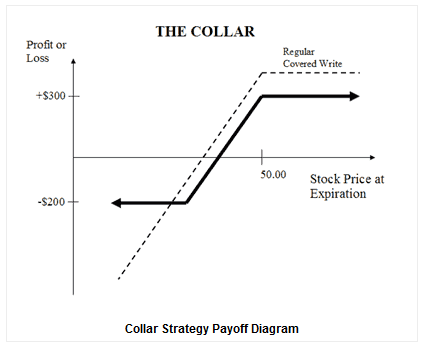 THE COLLAR
Profit or
Loss
Regular
Covered Write
+$300
50.00
Stock Price at
Expiration
-$200
Collar Strategy Payoff Diagram